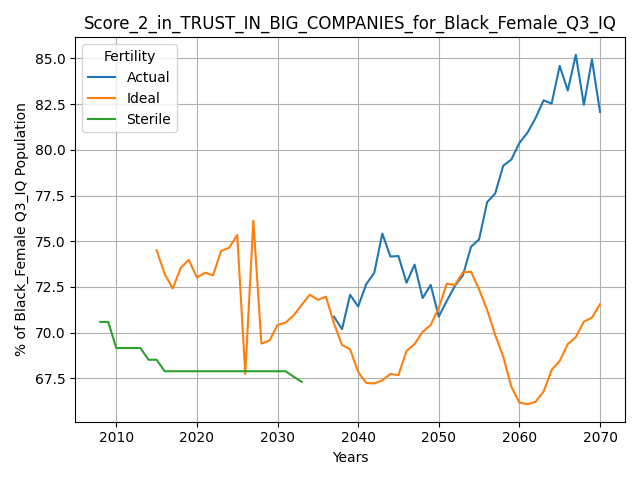 Score_2_in_TRUST_IN_BIG_COMPANIES_for_Black_Female_Q3_IQ
Fertility
Actual
Ideal
Sterile
% of Black_Female Q3_IQ Population
85.0
82.5
80.0
77.5
75.0
72.5
70.0
67.5
2010
2020
2030
2040
2050
2060
2070
Years